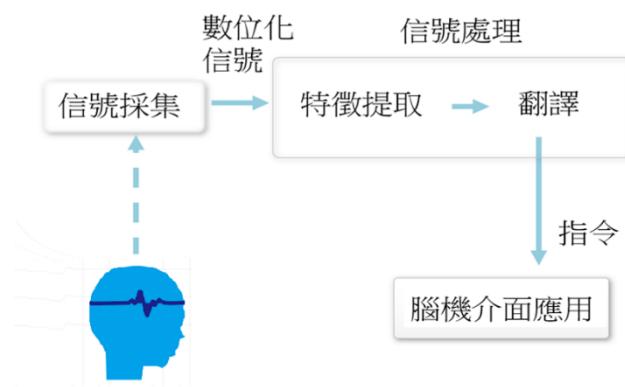 數位化
信號
信號處理
信號採集
特徵提取
翻譯
指令
腦機介面應用